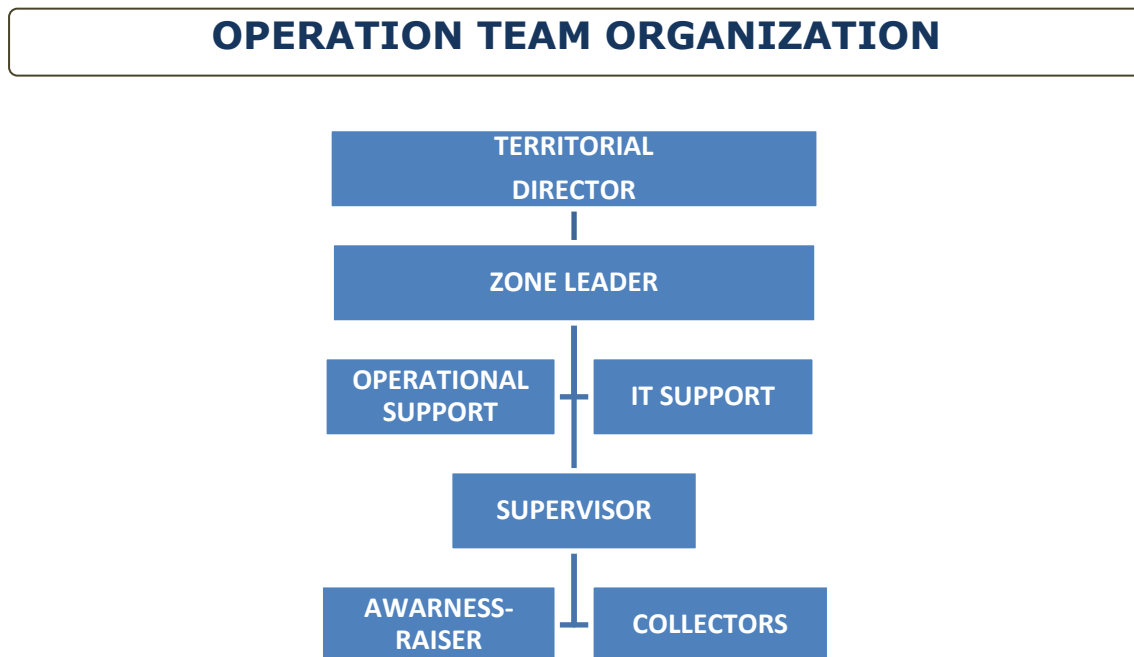 OPERATION TEAM ORGANIZATION
TERRITORIAL
DIRECTOR
ZONE LEADER
OPERATIONAL
SUPPORT
IT SUPPORT
SUPERVISOR
AWARNESS-
RAISER
COLLECTORS